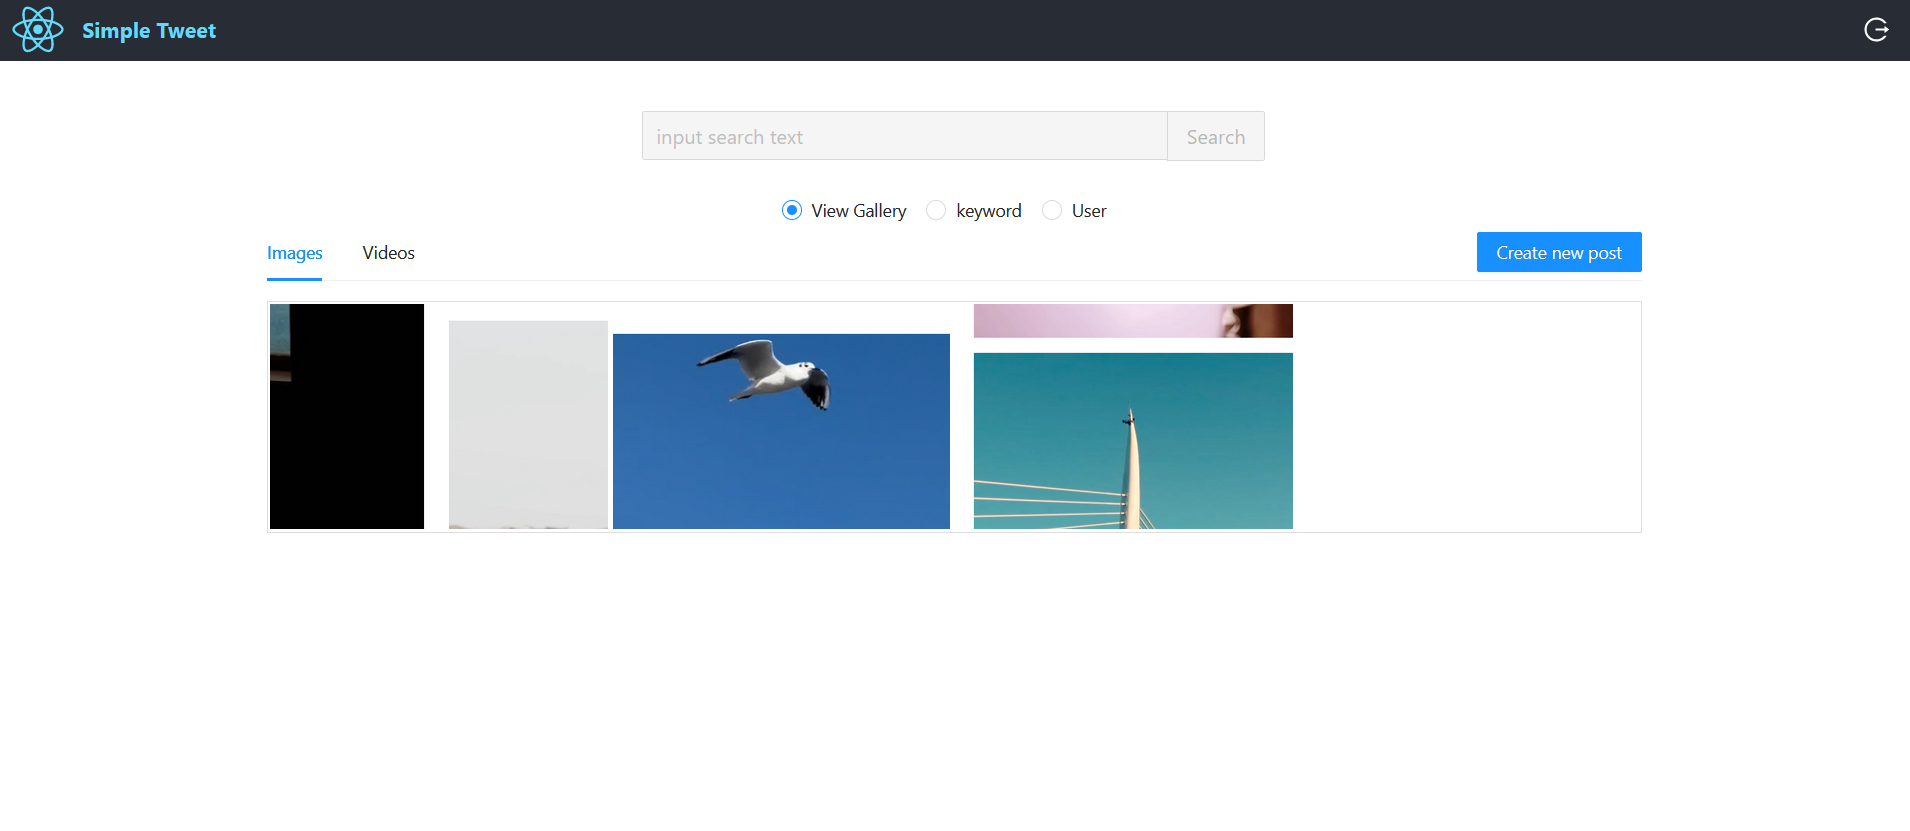 Simple Tweet
input search text
Search
View Gallery
keyword
User
Images
Videos
Create new post